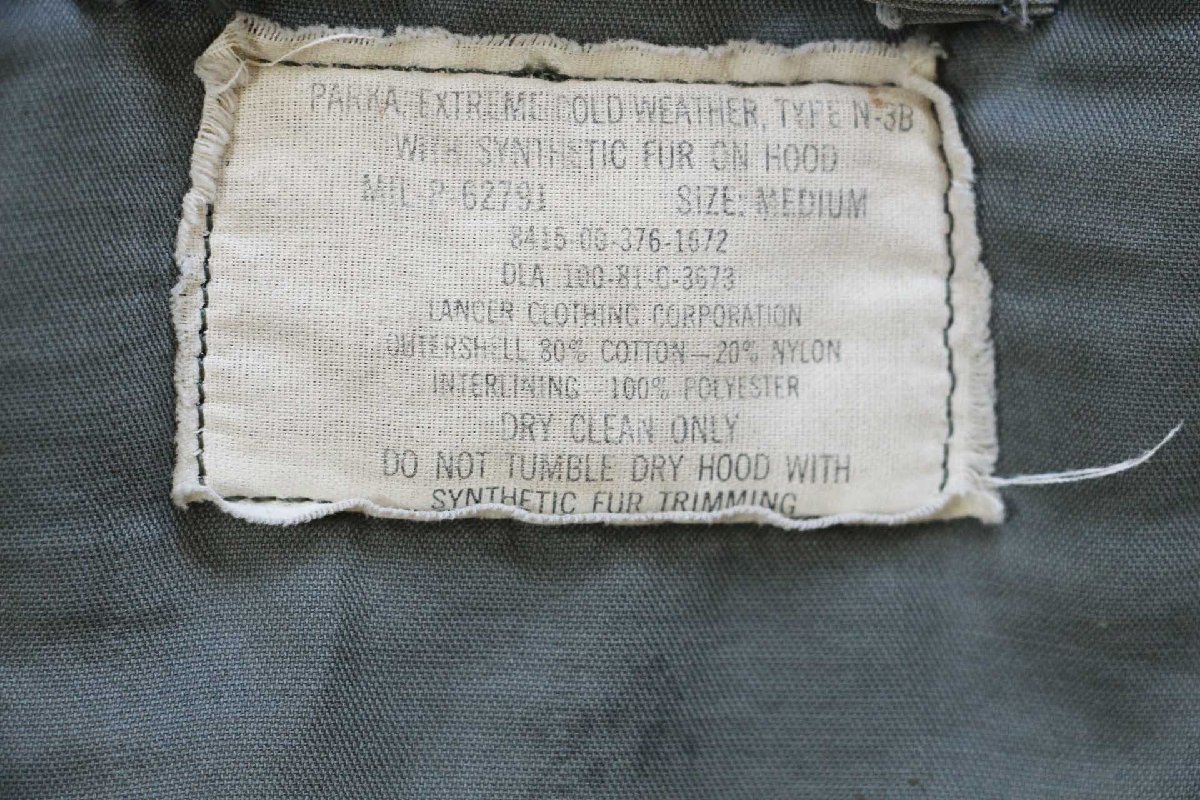 PARKA, EXTREME COLD WEATHER, TYPE N-3B
WITH SYNTHETIC FUR ON HOOD
MIL-P-6279I SIZE: MEDIUM
8415-00-376-1672
DLA 100-81-C-3673
LANCER CLOTHING CORPORATION
OUTERSHELL 80% COTTON—20% NYLON
INTERLINING 100% POLYESTER
DRY CLEAN ONLY
DO NOT TUMBLE DRY HOOD WITH
SYNTHETIC FUR TRIMMING